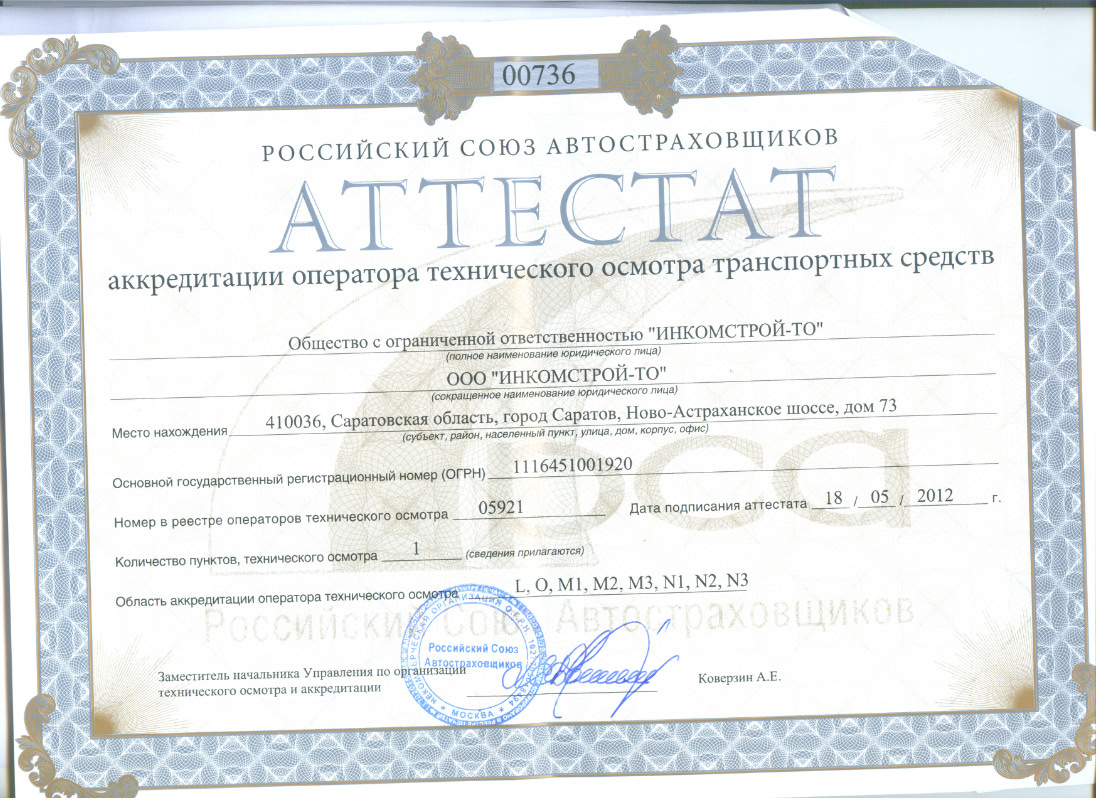 00736
РОССИЙСКИЙ СОЮЗ АВТОСТРАХОВЩИКОВ
АТТЕСТАТ
аккредитации оператора технического осмотра транспортных средств
Общество с ограниченной ответственностью "ИНКОМСТРОЙ-ТО"
(полное наименование юридического лица)
ООО "ИНКОМСТРОЙ-ТО"
(сокращенное наименование юридического лица)
Место нахождения 410036, Саратовская область, город Саратов, Ново-Астраханское шоссе, дом 73
(субъект, район, населенный пункт, улица, дом, корпус, офис)
рса
Основной государственный регистрационный номер (ОГРН) 1116451001920
Номер в реестре операторов технического осмотра 05921 Дата подписания аттестата 18 / 05 / 2012 г.
Количество пунктов, технического осмотра 1 (сведения прилагаются)
Область аккредитации оператора технического осмотра L, O, M1, M2, M3, N1, N2, N3
Российский Союз Автостраховщиков
Российский Союз
Автостраховщиков
МОСКВА
Заместитель начальника Управления по организации
технического осмотра и аккредитации
Коверзин А.Е.